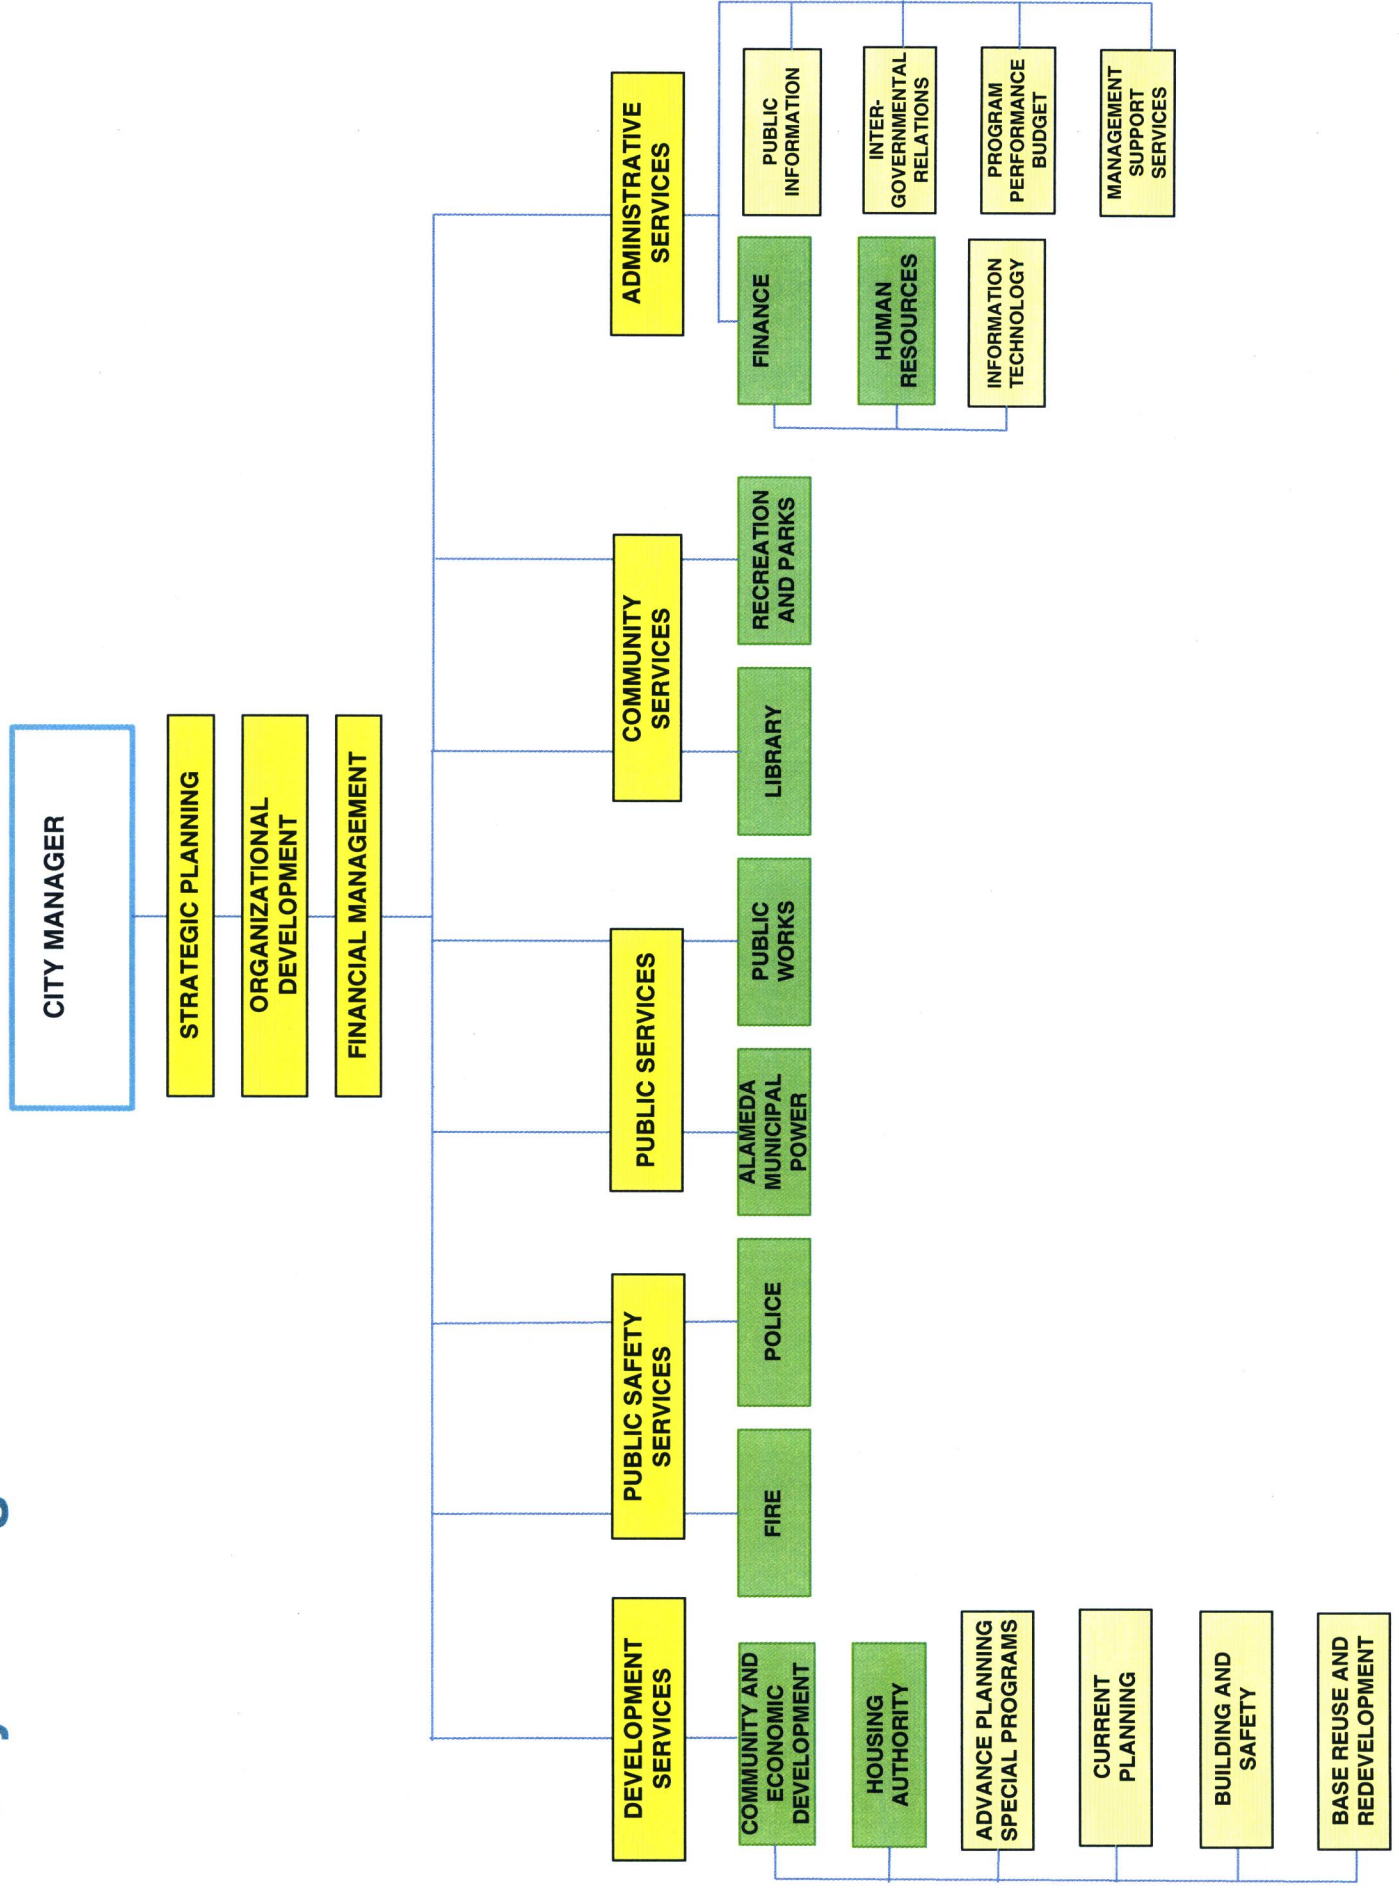 CITY MANAGER
STRATEGIC PLANNING
ORGANIZATIONAL
DEVELOPMENT
FINANCIAL MANAGEMENT
DEVELOPMENT
SERVICES
PUBLIC SAFETY
SERVICES
PUBLIC SERVICES
COMMUNITY
SERVICES
ADMINISTRATIVE
SERVICES
COMMUNITY AND
ECONOMIC
DEVELOPMENT
HOUSING
AUTHORITY
ADVANCE PLANNING
SPECIAL PROGRAMS
CURRENT
PLANNING
BUILDING AND
SAFETY
BASE REUSE AND
REDEVELOPMENT
FIRE
POLICE
ALAMEDA
MUNICIPAL
POWER
PUBLIC
WORKS
LIBRARY
RECREATION
AND PARKS
FINANCE
HUMAN
RESOURCES
INFORMATION
TECHNOLOGY
PUBLIC
INFORMATION
INTER-
GOVERNMENTAL
RELATIONS
PROGRAM
PERFORMANCE
BUDGET
MANAGEMENT
SUPPORT
SERVICES